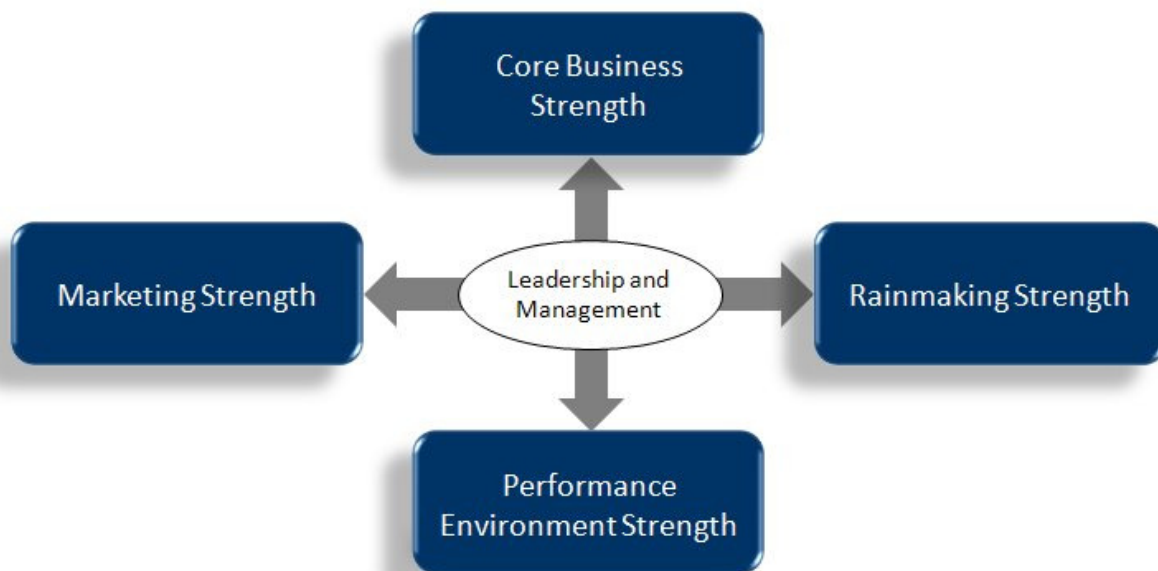 Core Business
Strength
Marketing Strength
Leadership and
Management
Rainmaking Strength
Performance
Environment Strength